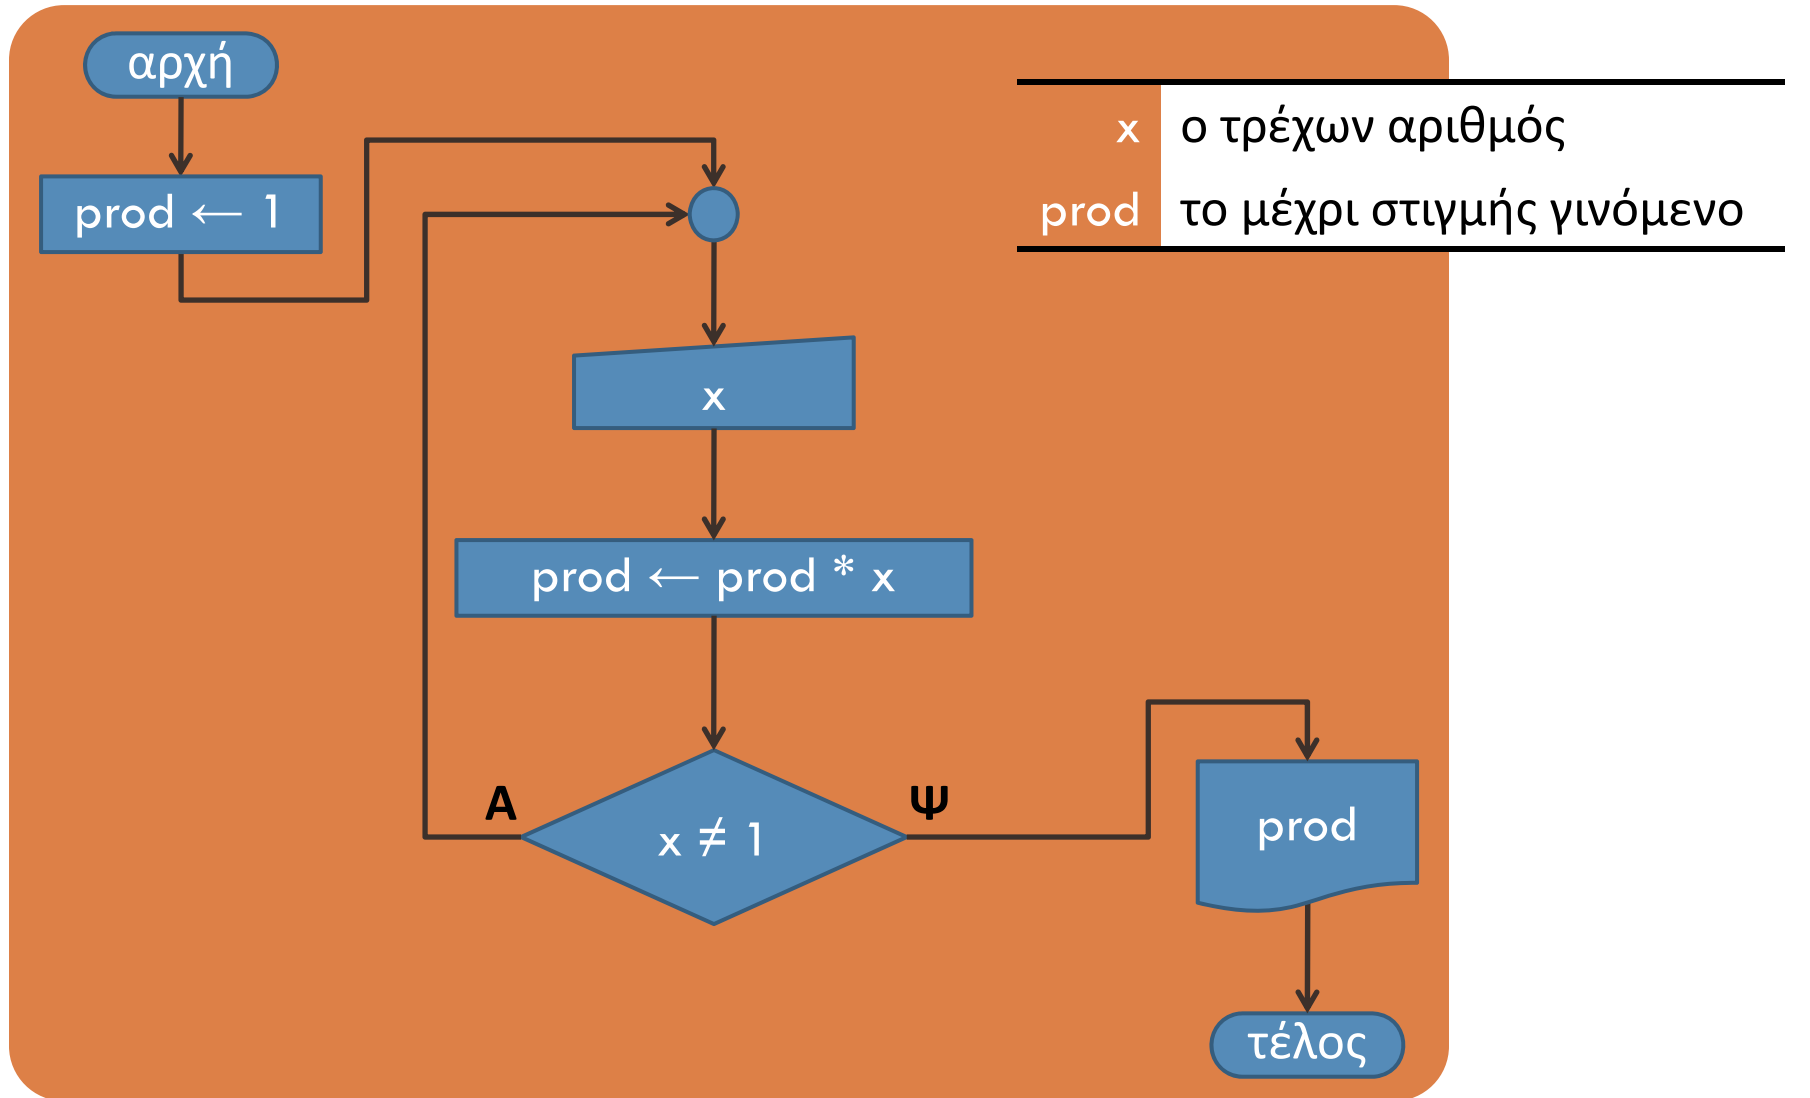 αρχή
prod ← 1
x ο τρέχων αριθμός
prod το μέχρι στιγμής γινόμενο
x
prod ← prod * x
x ≠ 1
Α
Ψ
prod
τέλος